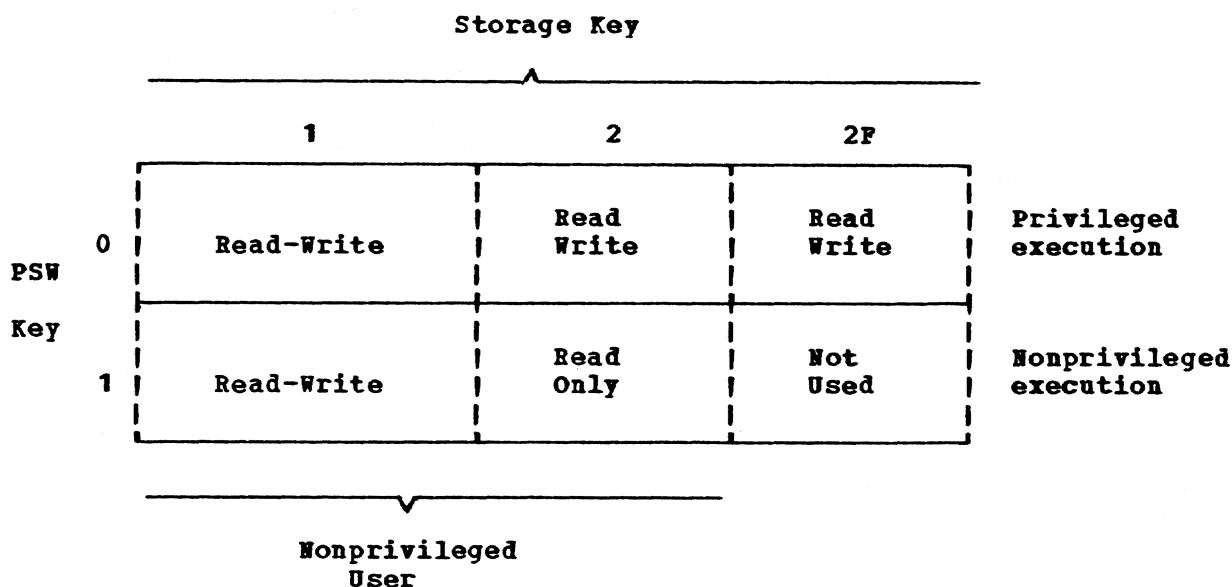 Storage Key
1 2 2F
Read Read Privileged
0 Read-Write Write Write execution
PSW
Key
Read Not Nonprivileged
1 Read-Write Only Used execution
Nonprivileged
User